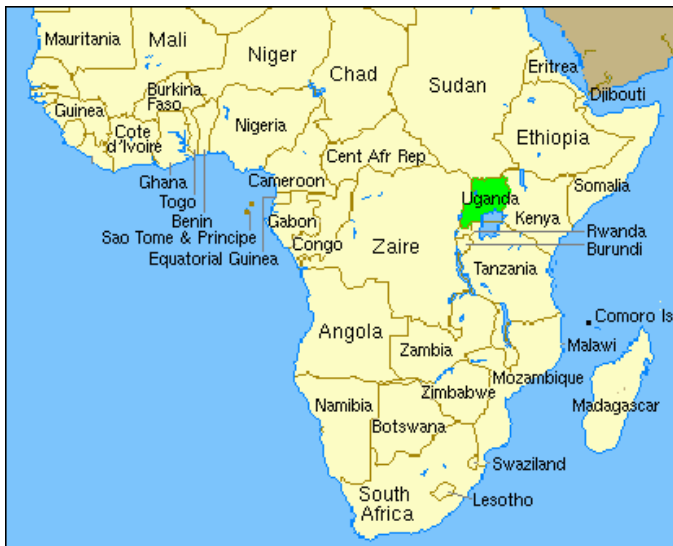 Mauritania
Mali
Niger
Chad
Sudan
Eritrea
Djibouti
Burkina
Faso
Guinea
Cote
d'Ivoire
Nigeria
Ethiopia
Cent Afr Rep
Ghana
Togo
Benin
Cameroon
Uganda
Somalia
Sao Tome & Principe
Gabon
Kenya
Rwanda
Equatorial Guinea
Congo
Zaire
Burundi
Tanzania
Comoro Is
Angola
Malawi
Zambia
Mozambique
Namibia
Zimbabwe
Madagascar
Botswana
Swaziland
South
Africa
Lesotho